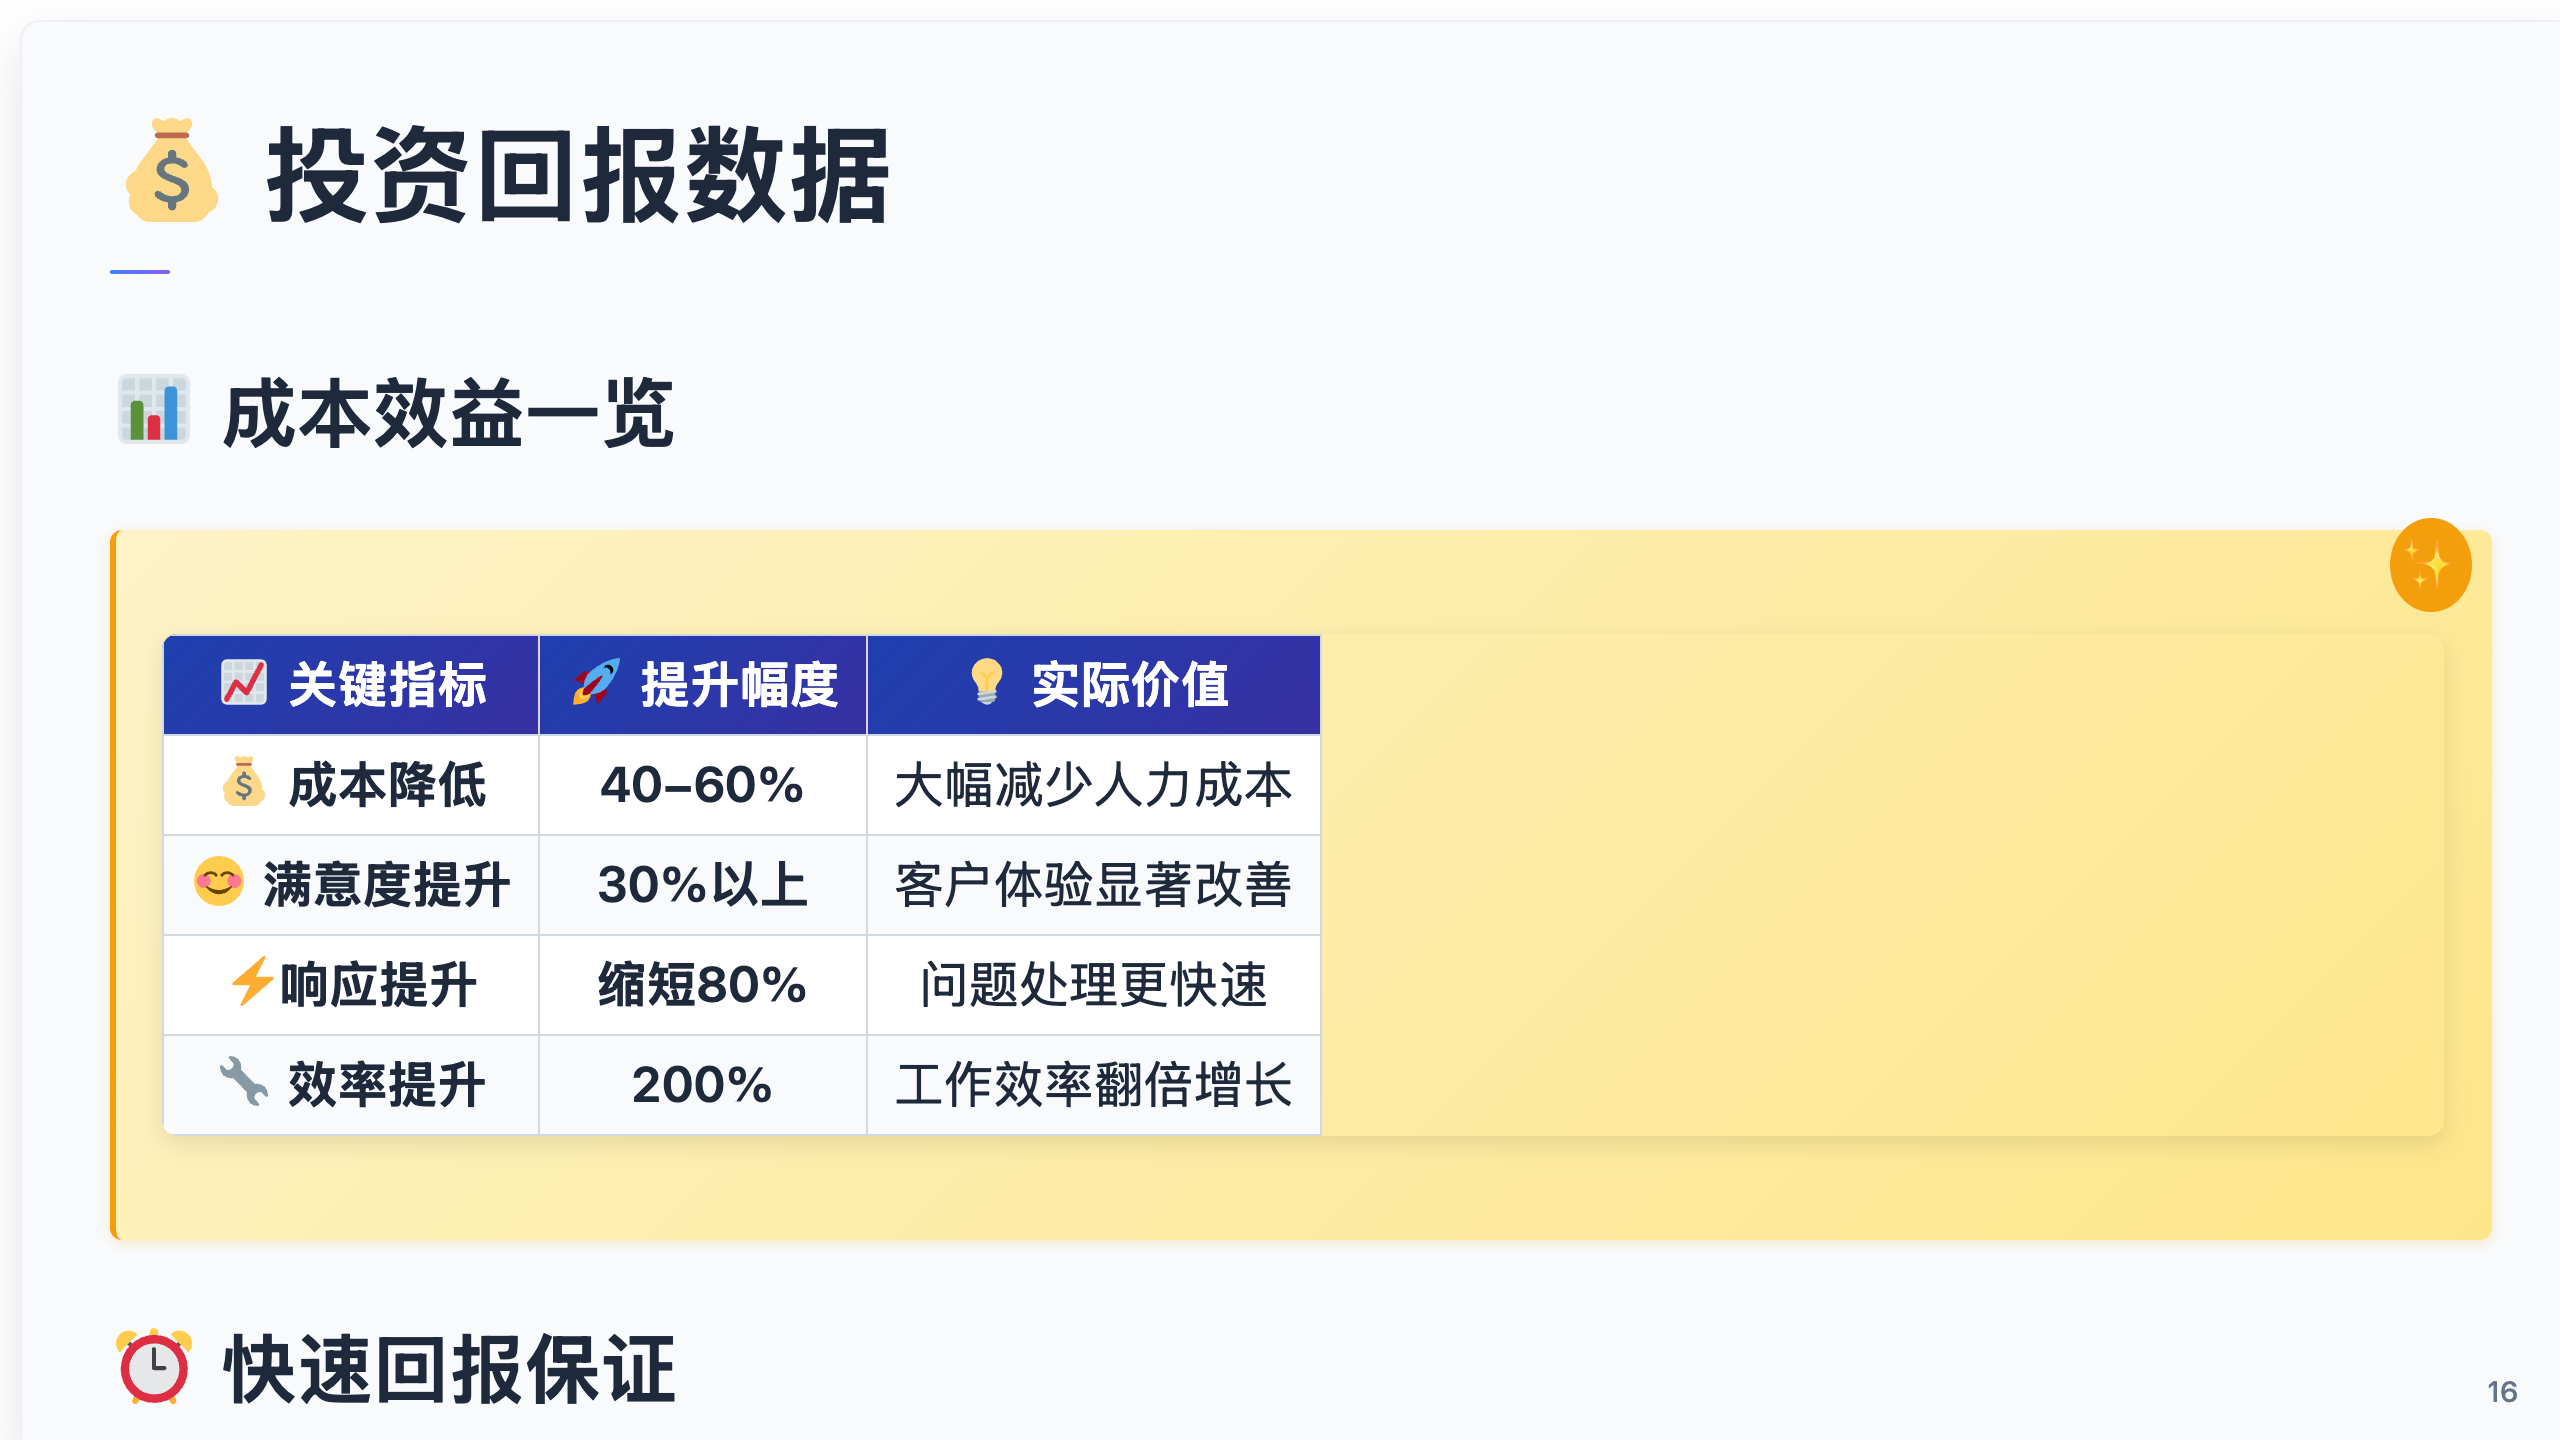 💰 投资回报数据
📊 成本效益一览
📈 关键指标 🚀 提升幅度 💡 实际价值
💰 成本降低 40–60% 大幅减少人力成本
😊 满意度提升 30%以上 客户体验显著改善
⚡响应提升 缩短80% 问题处理更快速
🔧 效率提升 200% 工作效率翻倍增长
⏰ 快速回报保证
16